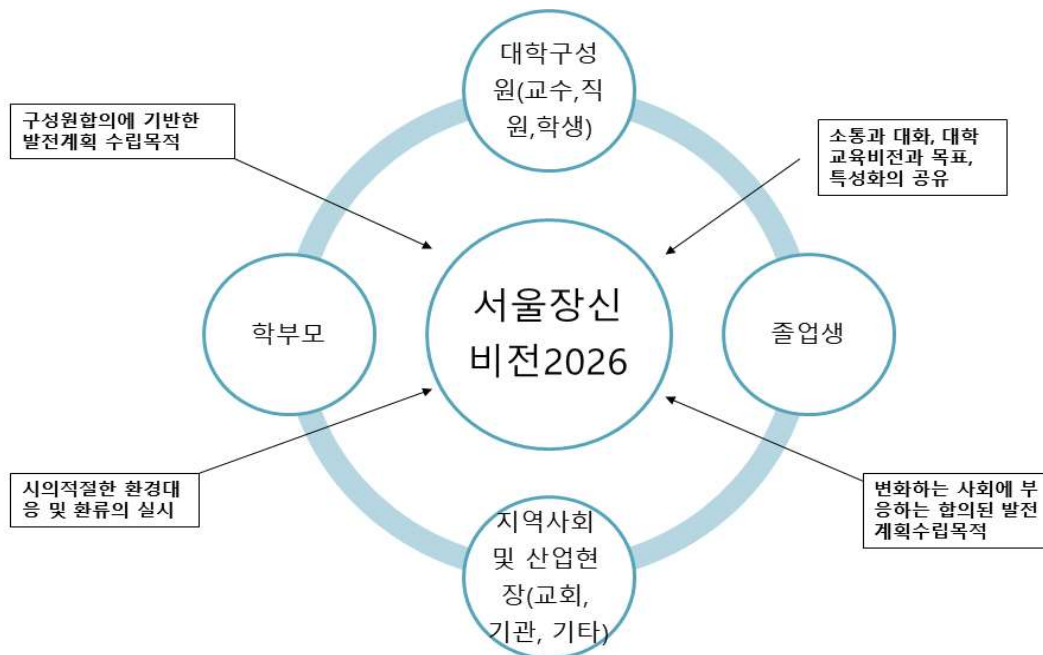 대학구성
원(교수,직
원,학생)
구성원합의에 기반한
발전계획 수립목적
소통과 대화, 대학
교육비전과 목표,
특성화의 공유
학부모
서울장신
비전2026
졸업생
시의적절한 환경대
응 및 환류의 실시
변화하는 사회에 부
응하는 합의된 발전
계획수립목적
지역사회
및 산업현
장(교회,
기관, 기타)